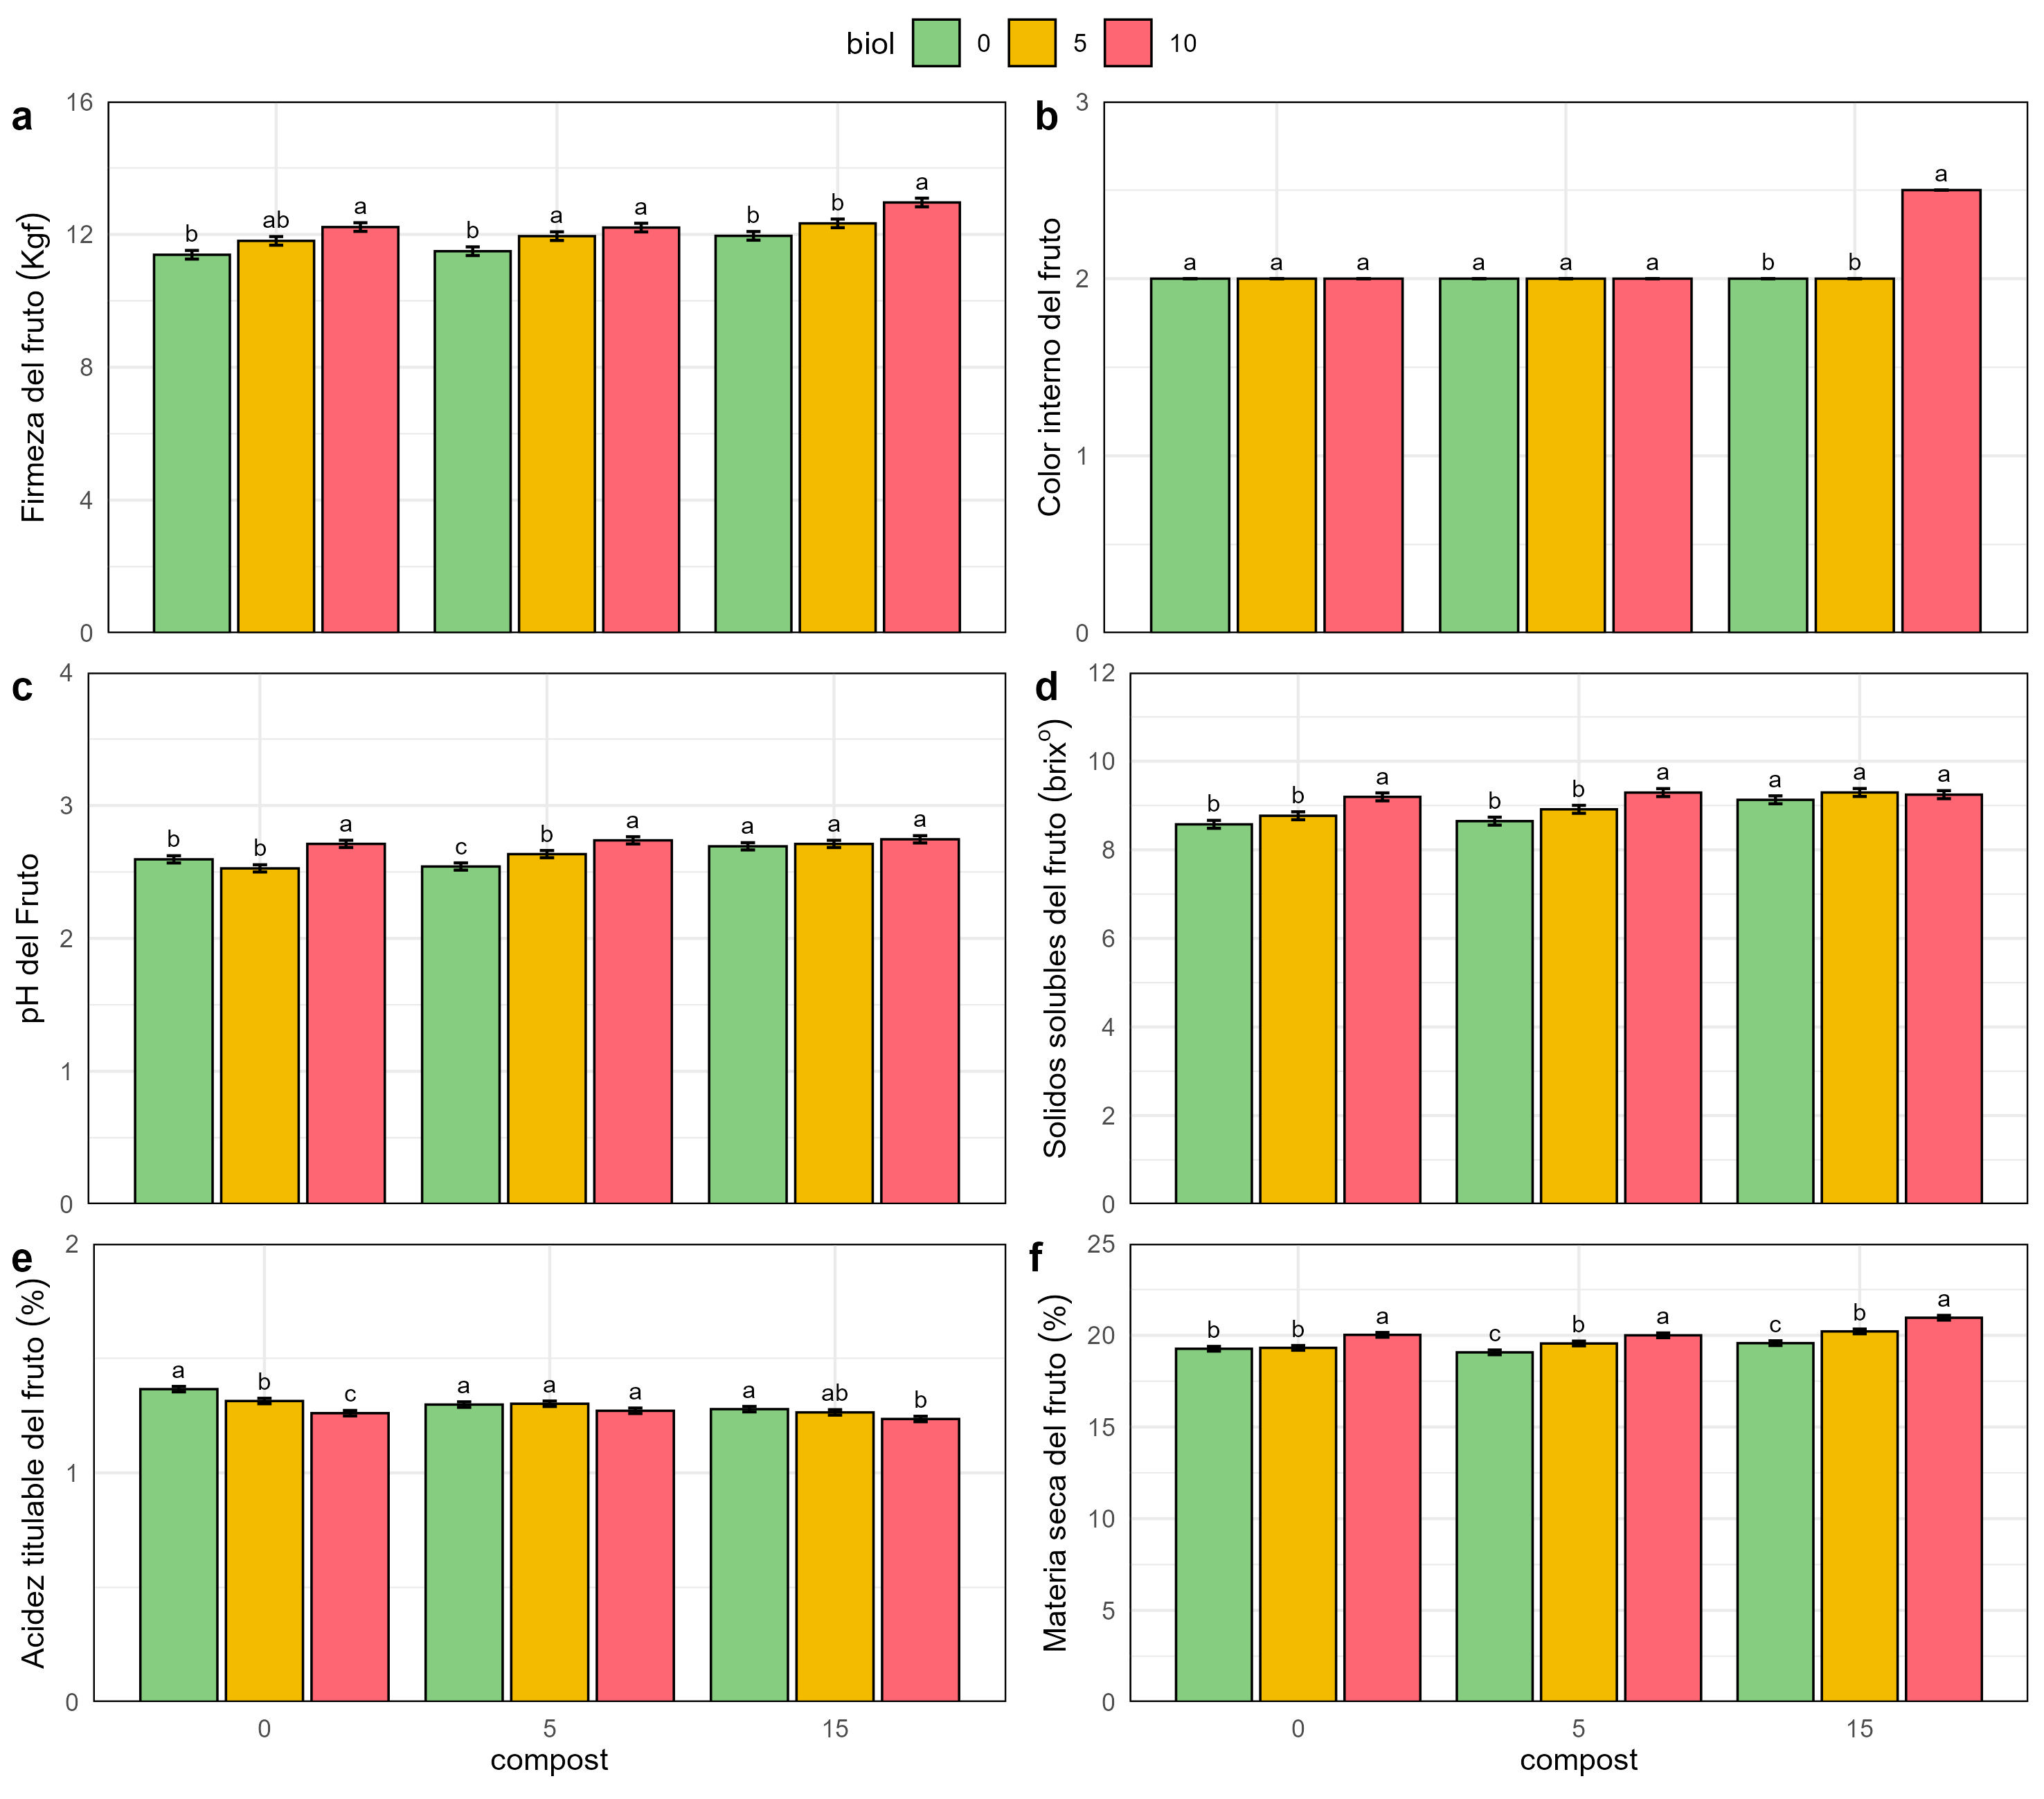 biol 0 5 10
a
16
12
8
4
0
Firmeza del fruto (Kgf)
b ab a b a a b b a
b
3
2
1
0
Color interno del fruto
a a a a a a b b a
c
4
3
2
1
0
pH del Fruto
b b a c b a a a a
d
12
10
8
6
4
2
0
Solidos solubles del fruto (brixº)
b b a b b a a a a
e
2
1
0
Acidez titulable del fruto (%)
a b c a a a a ab b
0 5 15
compost
f
25
20
15
10
5
0
Materia seca del fruto (%)
b b a c b a c b a
0 5 15
compost